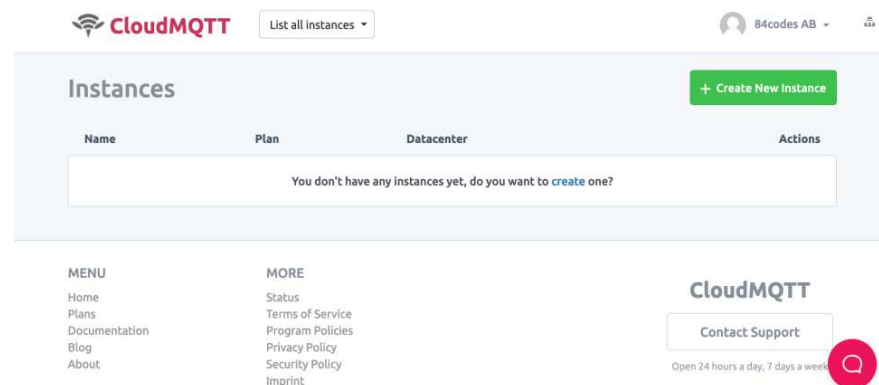 CloudMQTT
List all instances
84codes AB
Instances
+ Create New Instance
Name Plan Datacenter Actions
You don't have any instances yet, do you want to create one?
MENU
Home
Plans
Documentation
Blog
About
MORE
Status
Terms of Service
Program Policies
Privacy Policy
Security Policy
Imprint
CloudMQTT
Contact Support
Open 24 hours a day, 7 days a week